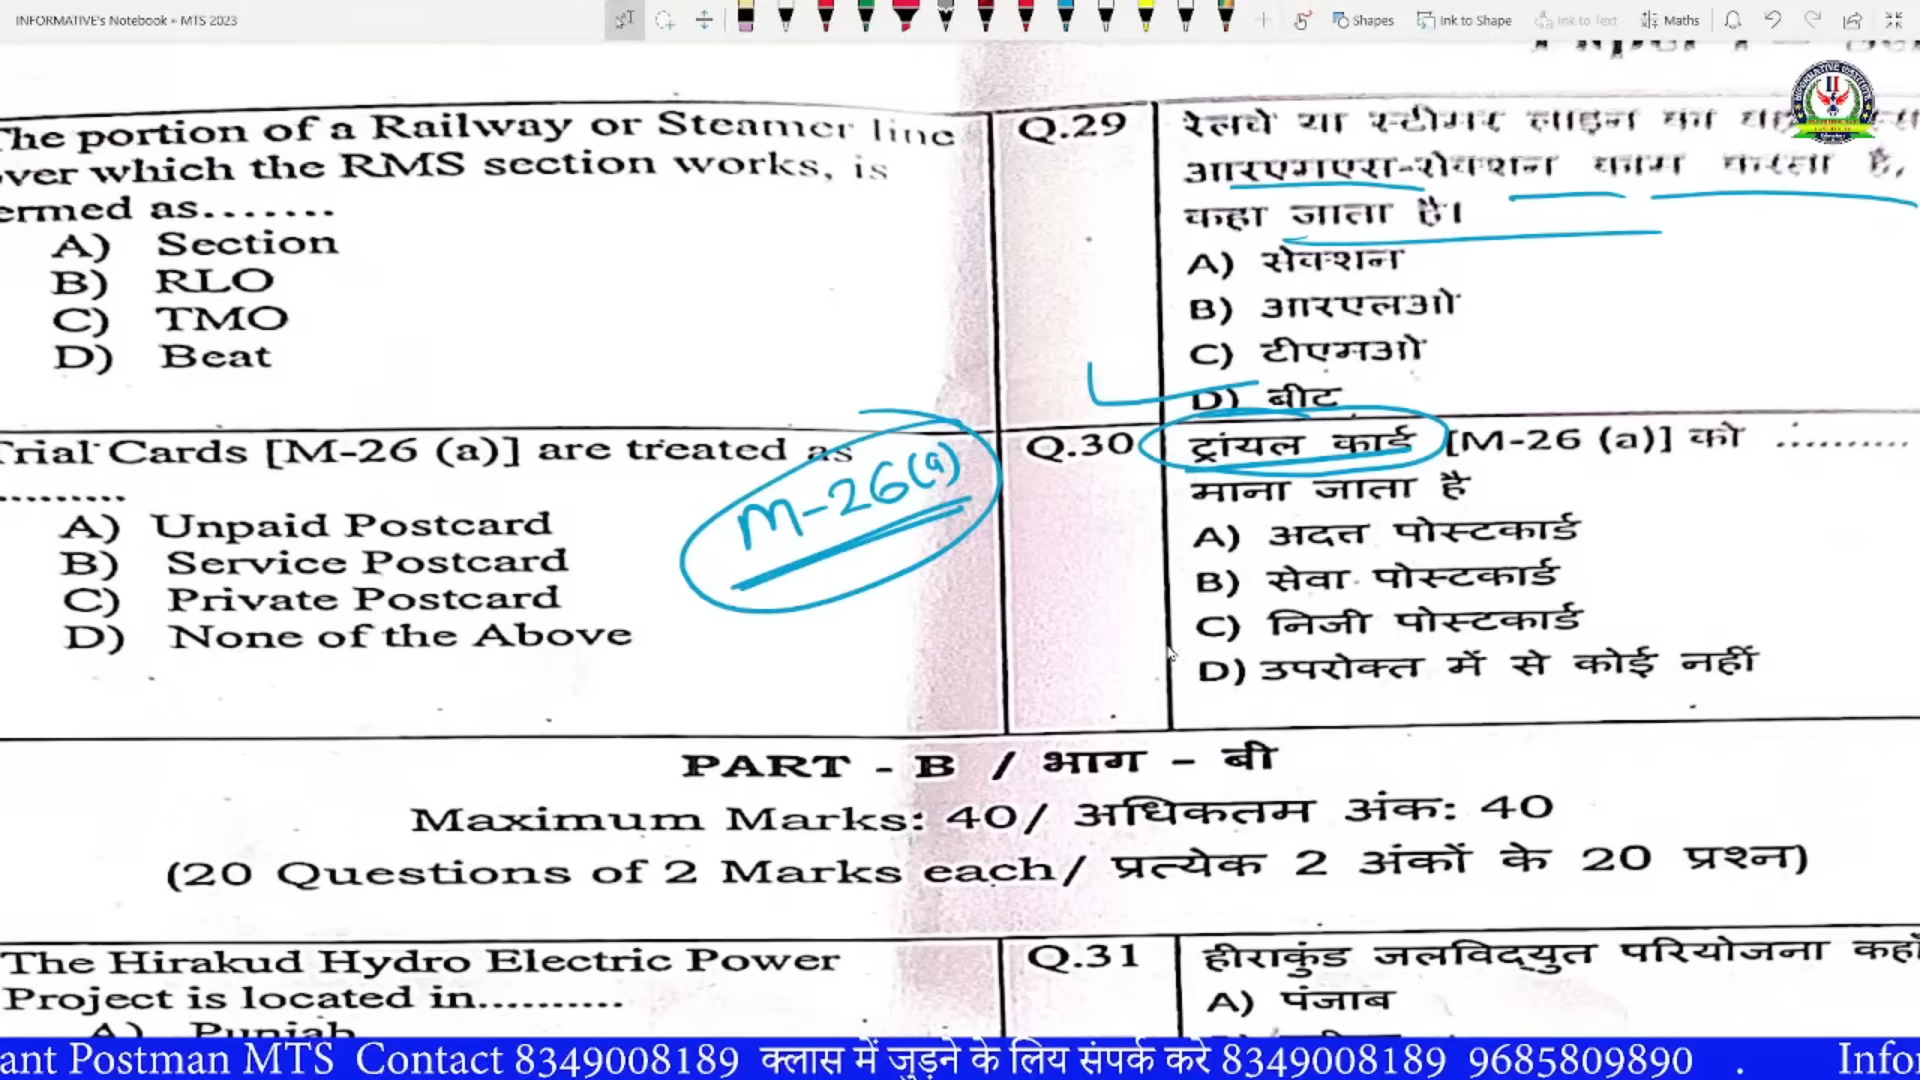 INFORMATIVE's Notebook » MTS 2023
Shapes
Ink to Shape
Ink to Text
Maths
The portion of a Railway or Steamer line
over which the RMS section works, is
termed as.......
A) Section
B) RLO
C) TMO
D) Beat
Q.29
रेलवे या स्टीमर लाइन का वह
आरएमएस-सेक्शन काम करता है,
कहा जाता है।
A) सेक्शन
B) आरएलओ
C) टीएमओ
D) बीट
Trial Cards [M-26 (a)] are treated as
..........
A) Unpaid Postcard
B) Service Postcard
C) Private Postcard
D) None of the Above
M-26(a)
Q.30
ट्रांयल कार्ड [M-26 (a)] को ..........
माना जाता है
A) अदत्त पोस्टकार्ड
B) सेवा पोस्टकार्ड
C) निजी पोस्टकार्ड
D) उपरोक्त में से कोई नहीं
PART - B / भाग - बी
Maximum Marks: 40/ अधिकतम अंक: 40
(20 Questions of 2 Marks each/ प्रत्येक 2 अंकों के 20 प्रश्न)
The Hirakud Hydro Electric Power
Project is located in..........
A) Punjab
Q.31
हीराकुंड जलविद्युत परियोजना कहाँ
A) पंजाब
ant Postman MTS Contact 8349008189 क्लास में जुड़ने के लिय संपर्क करे 8349008189 9685809890 . Infor